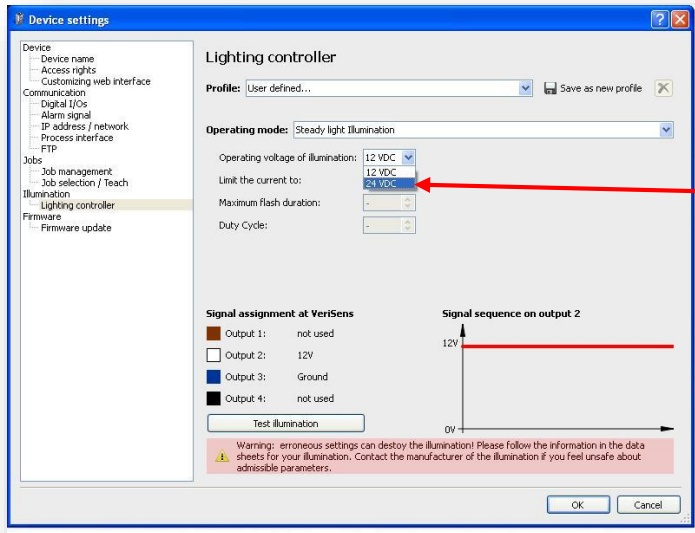 Device settings
Device
Device name
Access rights
Customizing web interface
Communication
Digital I/Os
Alarm signal
IP address / network
Process interface
FTP
Jobs
Job management
Job selection / Teach
Illumination
Lighting controller
Firmware
Firmware update
Lighting controller
Profile: User defined... Save as new profile
Operating mode: Steady light Illumination
Operating voltage of illumination: 12 VDC
12 VDC
24 VDC
Limit the current to:
Maximum flash duration: -
Duty Cycle: -
Signal assignment at VeriSens
Output 1: not used
Output 2: 12V
Output 3: Ground
Output 4: not used
Test illumination
Signal sequence on output 2
12V
0V
Warning: erroneous settings can destoy the illumination! Please follow the information in the data
sheets for your illumination. Contact the manufacturer of the illumination if you feel unsafe about
admissible parameters.
OK Cancel